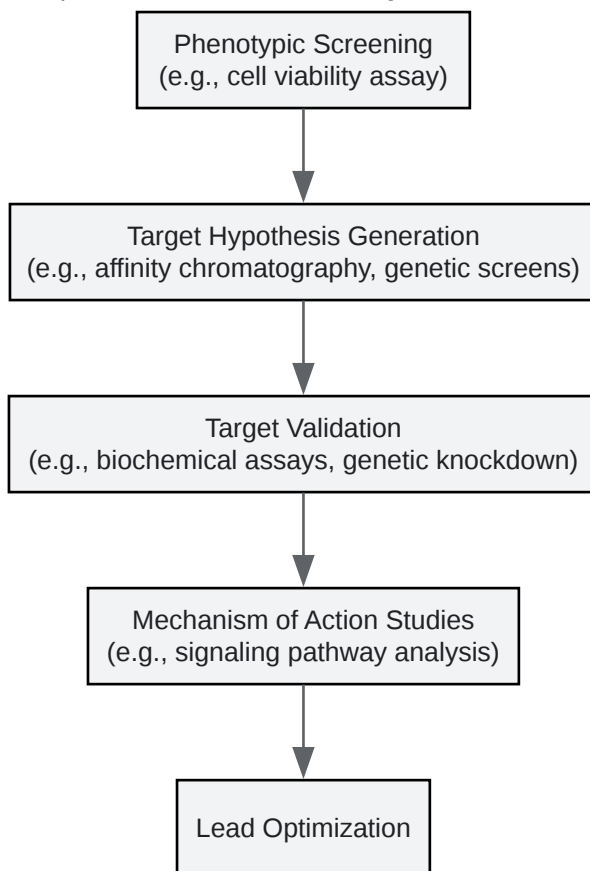 Phenotypic Screening
(e.g., cell viability assay)
Target Hypothesis Generation
(e.g., affinity chromatography, genetic screens)
Target Validation
(e.g., biochemical assays, genetic knockdown)
Mechanism of Action Studies
(e.g., signaling pathway analysis)
Lead Optimization